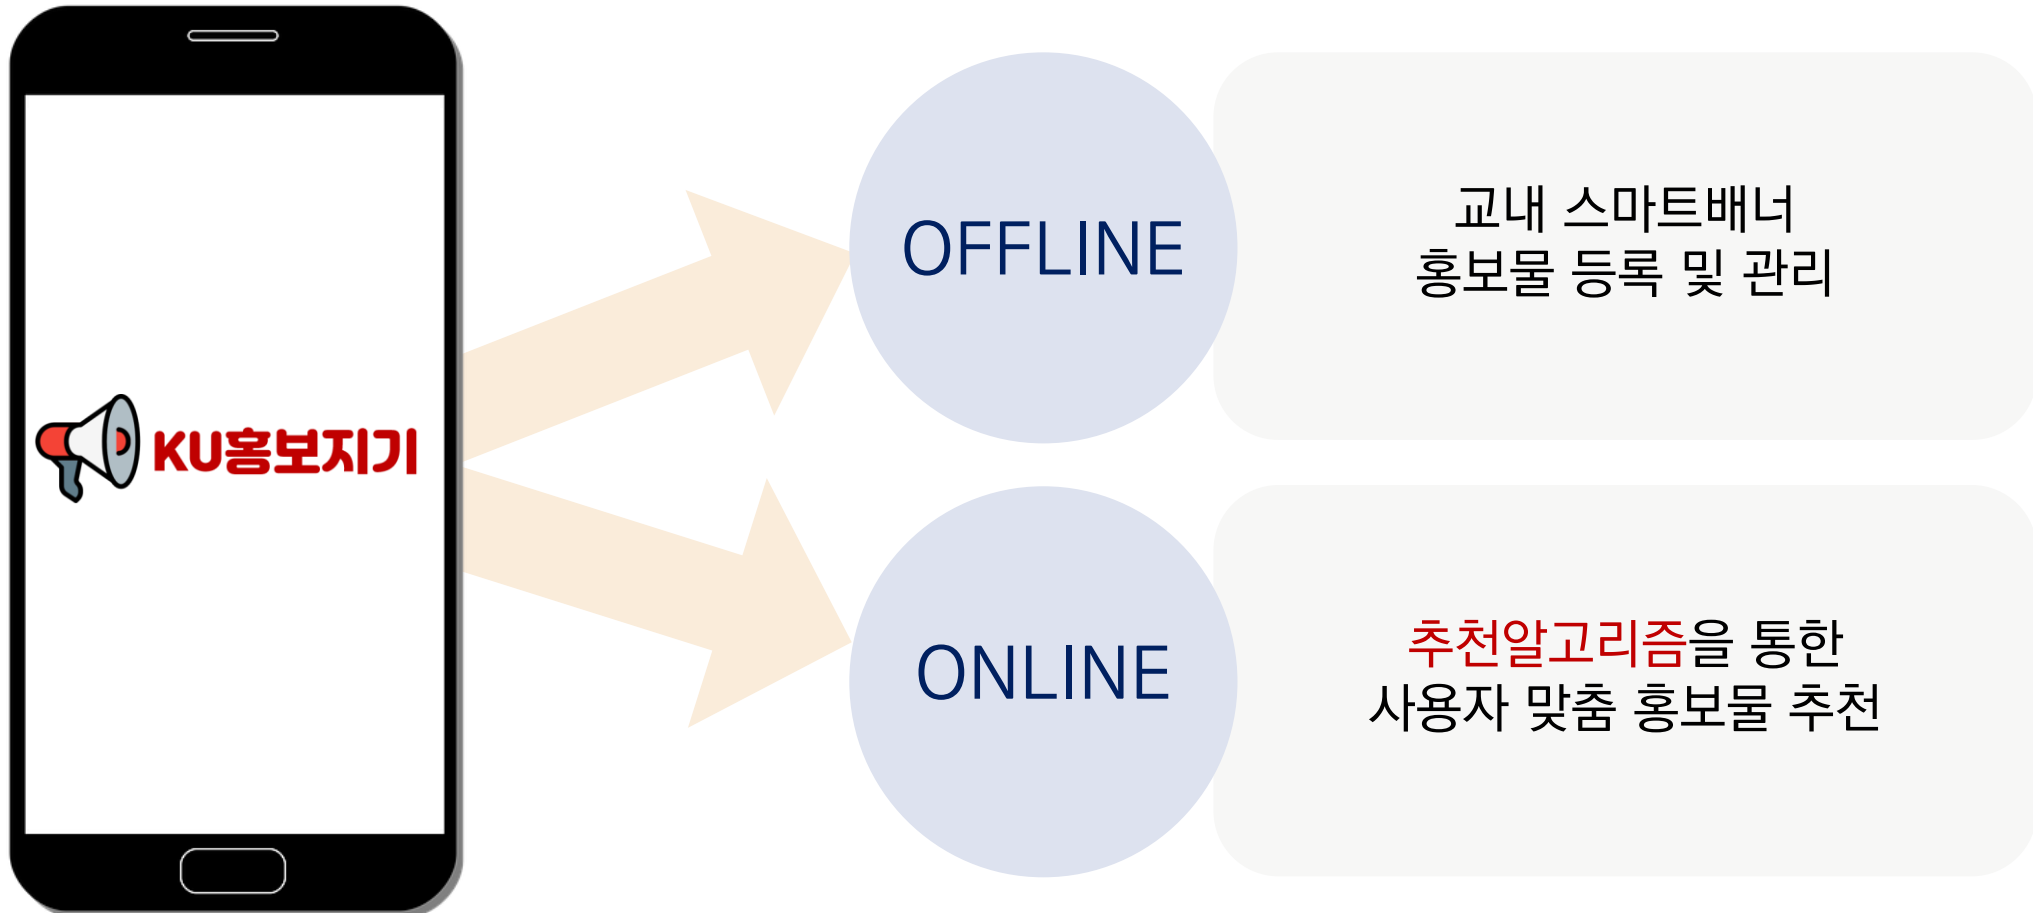 KU홍보지기
OFFLINE
교내 스마트배너
홍보물 등록 및 관리
ONLINE
추천알고리즘을 통한
사용자 맞춤 홍보물 추천